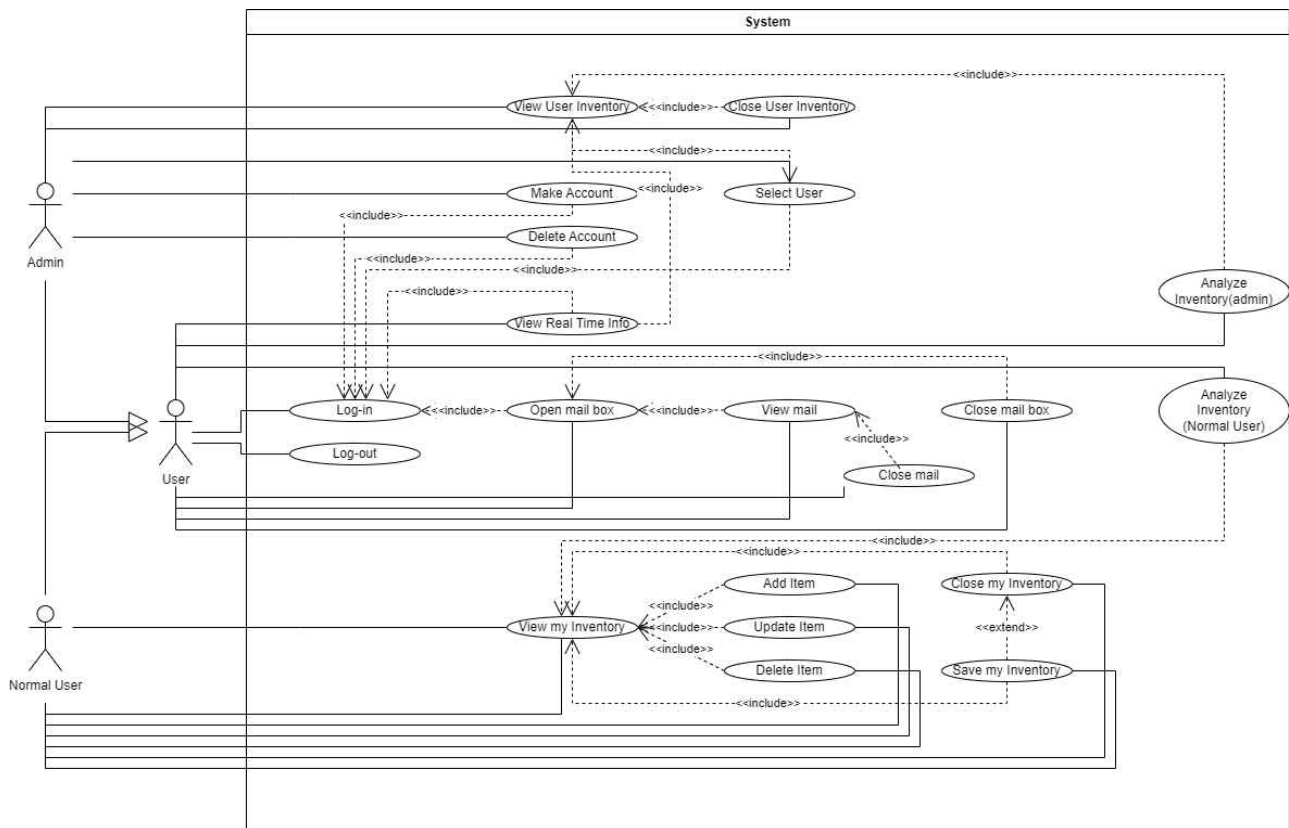 System
<<include>>
View User Inventory
<<include>>
Close User Inventory
<<include>>
Make Account
<<include>>
Select User
<<include>>
Delete Account
<<include>>
<<include>>
Admin
Analyze
Inventory(admin)
<<include>>
View Real Time Info
<<include>>
Analyze
Inventory
(Normal User)
Log-in
<<include>>
Open mail box
<<include>>
View mail
Close mail box
<<include>>
Log-out
User
Close mail
<<include>>
<<include>>
Add Item
Close my Inventory
<<include>>
View my Inventory
<<include>>
Update Item
<<extend>>
<<include>>
Delete Item
Save my Inventory
Normal User
<<include>>